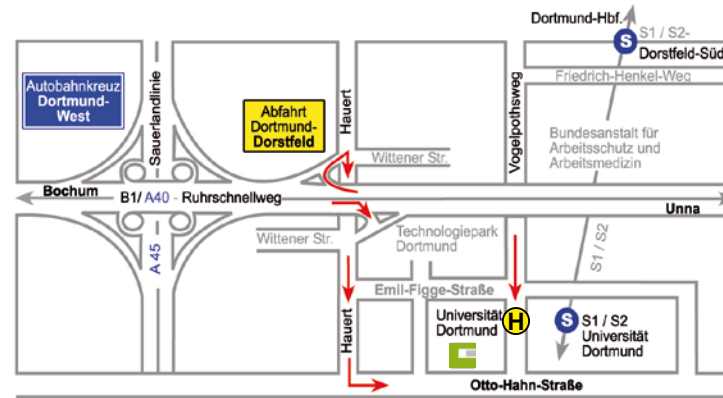 Dortmund-Hbf.
S1 / S2-
S
Dorstfeld-Süd
Friedrich-Henkel-Weg
Autobahnkreuz
Dortmund-
West
Sauerlandlinie
Abfahrt
Dortmund-
Dorstfeld
Hauert
Vogelpothsweg
Wittener Str.
Bundesanstalt für
Arbeitsschutz und
Arbeitsmedizin
Bochum
B1/ A40 - Ruhrschnellweg
Unna
Wittener Str.
Technologiepark
Dortmund
S1 / S2
A 45
Emil-Figge-Straße
Hauert
Universität
Dortmund
H
S
S1 / S2
Universität
Dortmund
Otto-Hahn-Straße